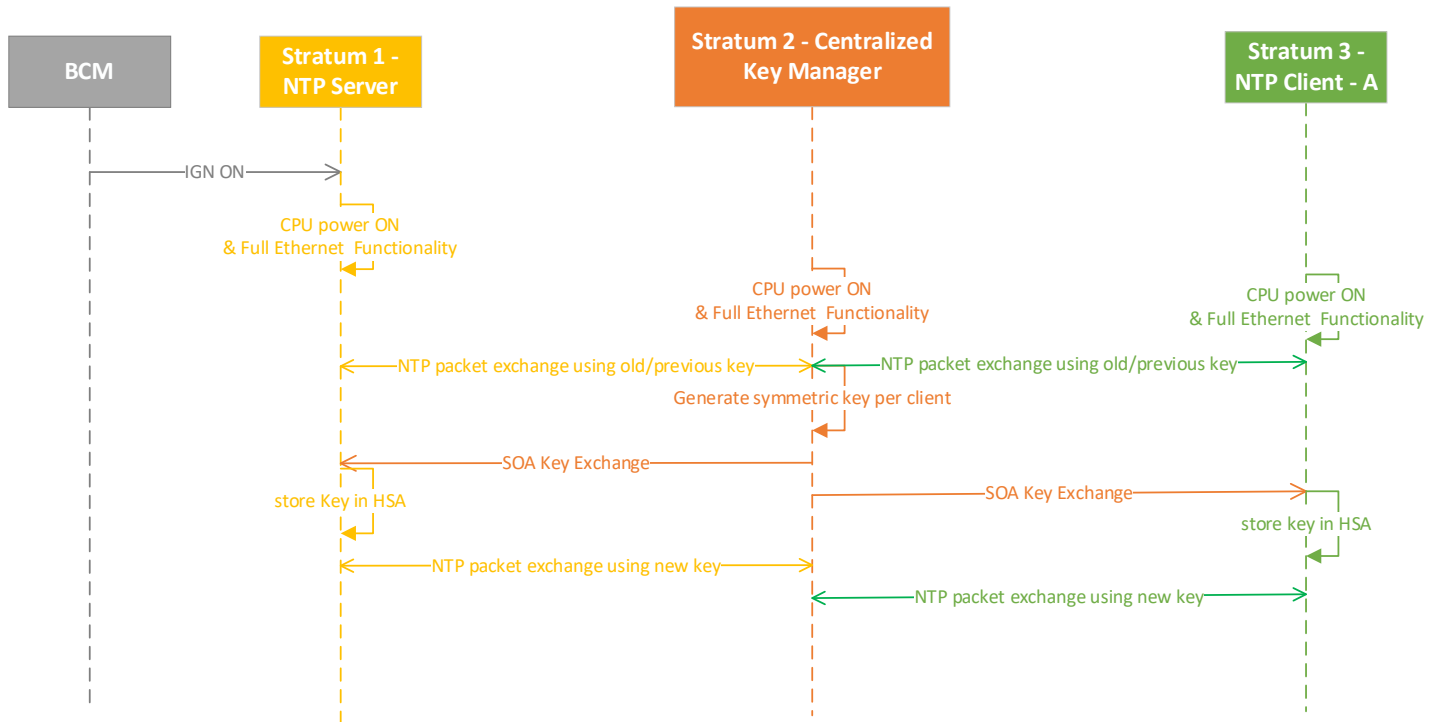 BCM
Stratum 1 -
NTP Server
Stratum 2 - Centralized
Key Manager
Stratum 3 -
NTP Client - A
IGN ON
CPU power ON
& Full Ethernet Functionality
CPU power ON
& Full Ethernet Functionality
CPU power ON
& Full Ethernet Functionality
NTP packet exchange using old/previous key
NTP packet exchange using old/previous key
Generate symmetric key per client
SOA Key Exchange
store Key in HSA
SOA Key Exchange
store key in HSA
NTP packet exchange using new key
NTP packet exchange using new key